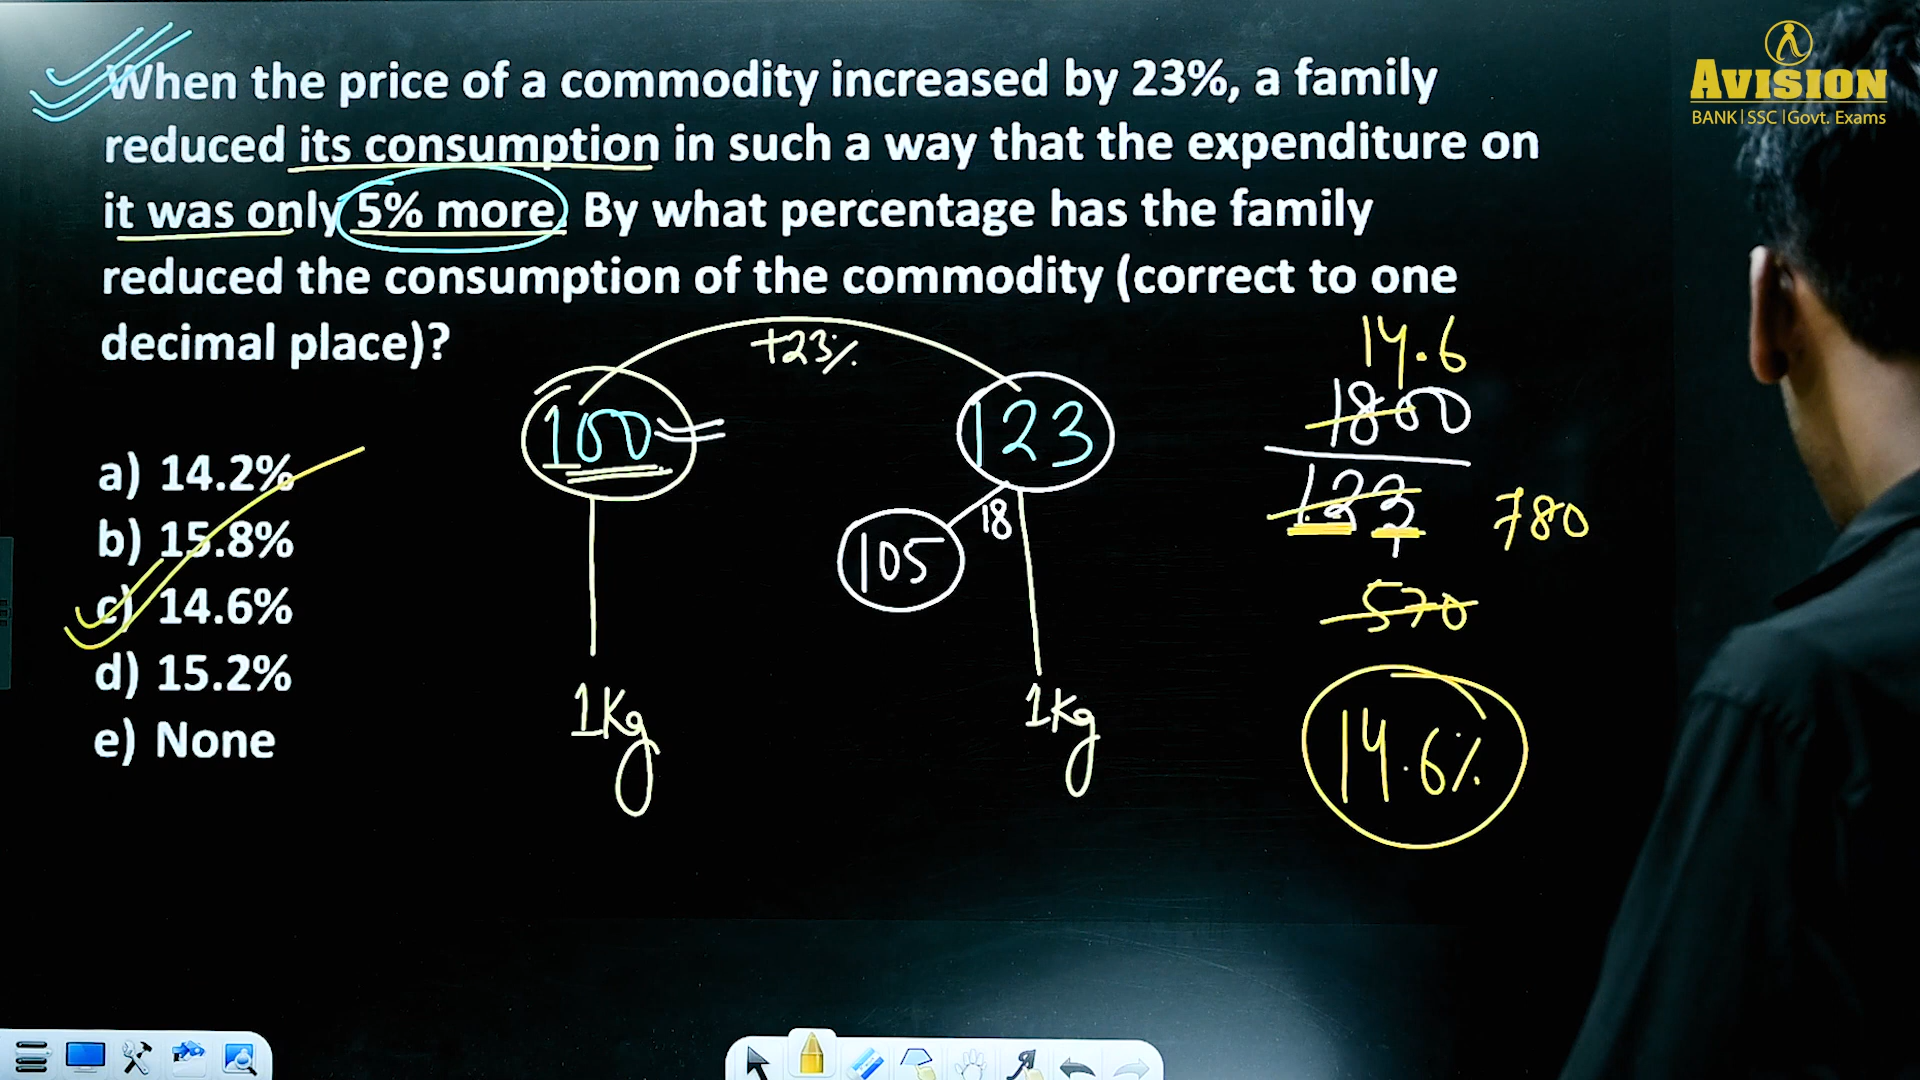 AVISION
BANK|SSC|Govt. Exams
When the price of a commodity increased by 23%, a family
reduced its consumption in such a way that the expenditure on
it was only 5% more. By what percentage has the family
reduced the consumption of the commodity (correct to one
decimal place)?
a) 14.2%
b) 15.8%
c) 14.6%
d) 15.2%
e) None
+23%
100
123
18
105
1Kg
1Kg
14.6
1800
123
780
570
14.6%